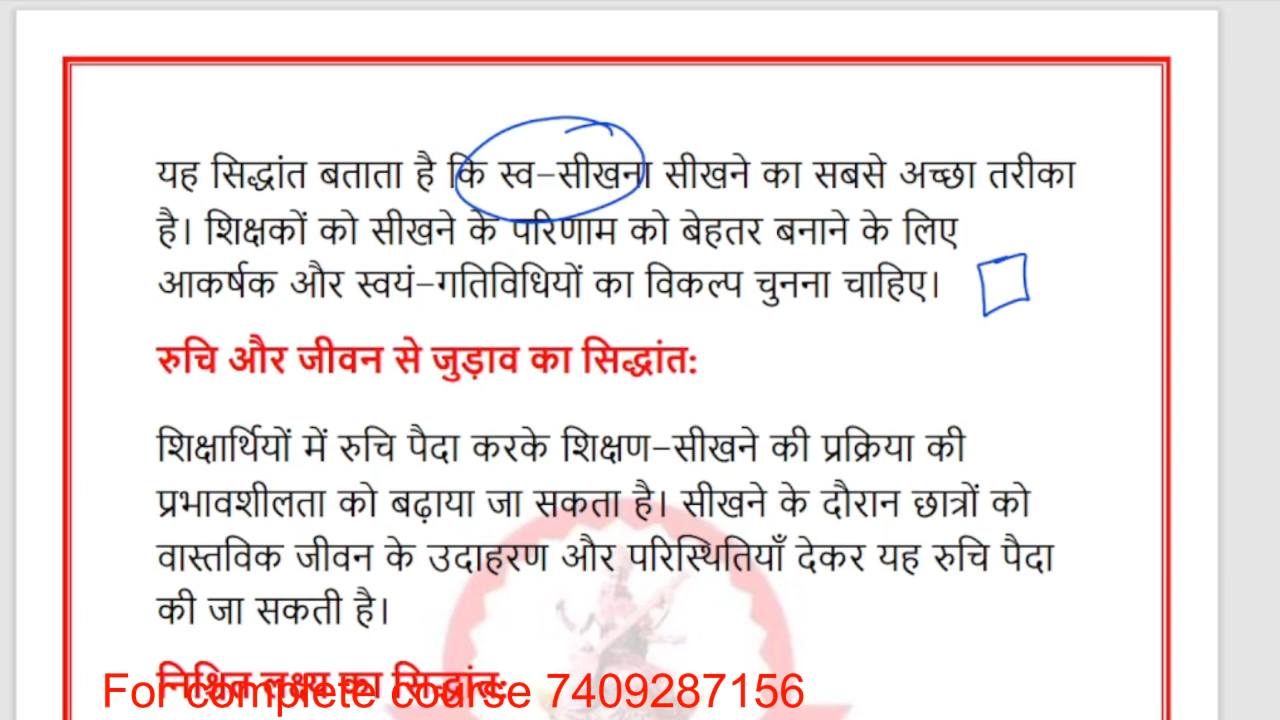 यह सिद्धांत बताता है कि स्व-सीखना सीखने का सबसे अच्छा तरीका
है। शिक्षकों को सीखने के परिणाम को बेहतर बनाने के लिए
आकर्षक और स्वयं-गतिविधियों का विकल्प चुनना चाहिए।
रुचि और जीवन से जुड़ाव का सिद्धांत:
शिक्षार्थियों में रुचि पैदा करके शिक्षण-सीखने की प्रक्रिया की
प्रभावशीलता को बढ़ाया जा सकता है। सीखने के दौरान छात्रों को
वास्तविक जीवन के उदाहरण और परिस्थितियाँ देकर यह रुचि पैदा
की जा सकती है।
निश्चित लक्ष्य का सिद्धांत:
For complete course 7409287156